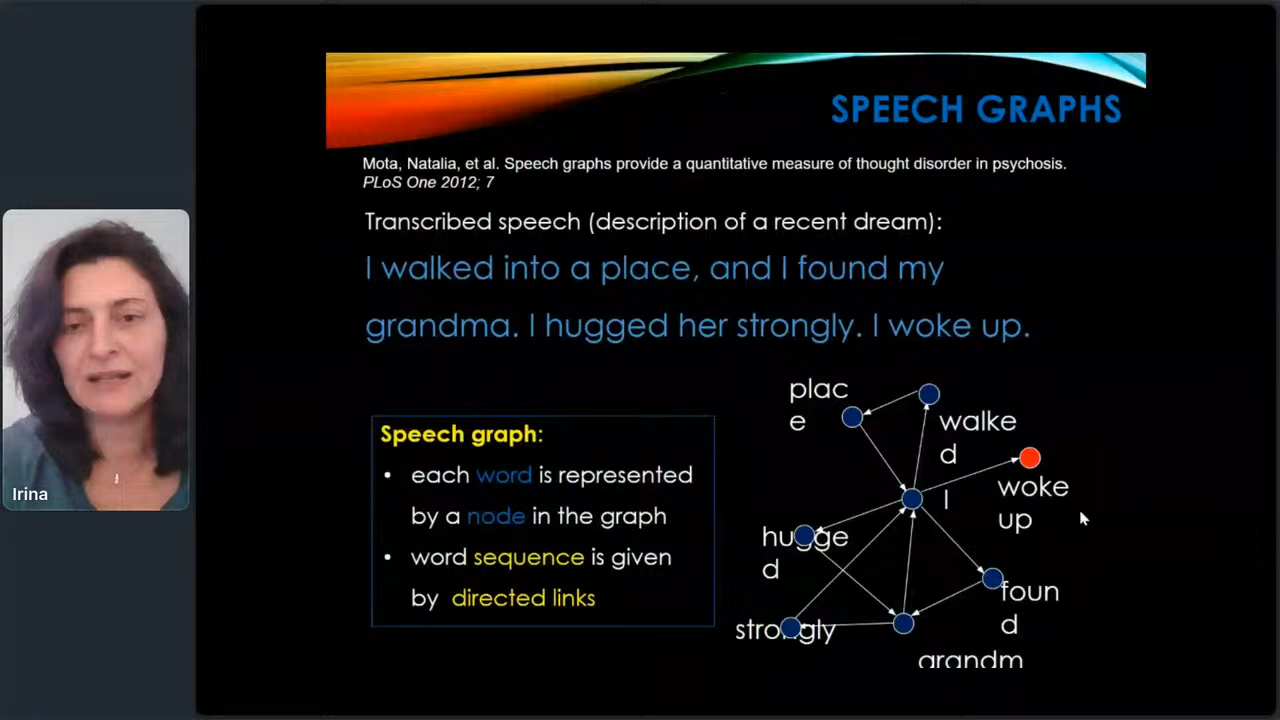 SPEECH GRAPHS
Mota, Natalia, et al. Speech graphs provide a quantitative measure of thought disorder in psychosis.
PLoS One 2012; 7
Transcribed speech (description of a recent dream):
I walked into a place, and I found my
grandma. I hugged her strongly. I woke up.
Speech graph:
• each word is represented
by a node in the graph
• word sequence is given
by directed links
plac
e
walke
d
I
woke
up
hugge
d
foun
d
strongly
grandm
Irina